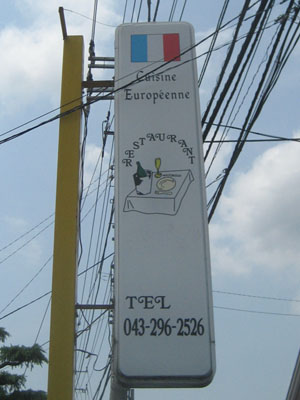 Cuisine
Européenne
RESTAURANT
TEL
043-296-2526